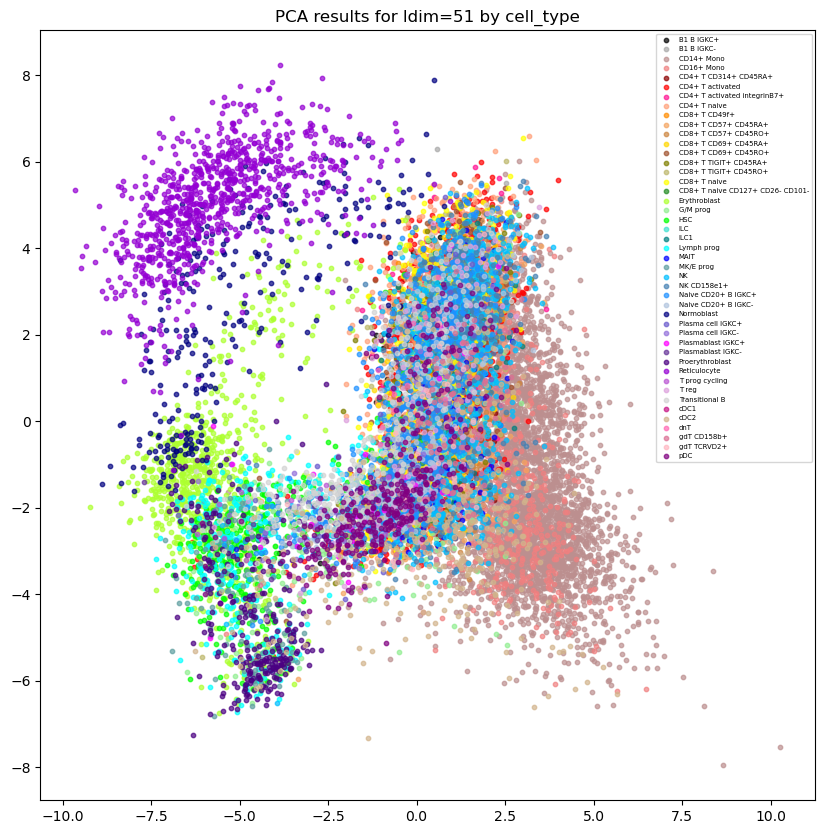 PCA results for ldim=51 by cell_type
B1 B IGKC+
B1 B IGKC-
CD14+ Mono
CD16+ Mono
CD4+ T CD314+ CD45RA+
CD4+ T activated
CD4+ T activated integrinB7+
CD4+ T naive
CD8+ T CD49f+
CD8+ T CD57+ CD45RA+
CD8+ T CD57+ CD45RO+
CD8+ T CD69+ CD45RA+
CD8+ T CD69+ CD45RO+
CD8+ T TIGIT+ CD45RA+
CD8+ T TIGIT+ CD45RO+
CD8+ T naive
CD8+ T naive CD127+ CD26- CD101-
Erythroblast
G/M prog
HSC
ILC
ILC1
Lymph prog
MAIT
MK/E prog
NK
NK CD158e1+
Naive CD20+ B IGKC+
Naive CD20+ B IGKC-
Normoblast
Plasma cell IGKC+
Plasma cell IGKC-
Plasmablast IGKC+
Plasmablast IGKC-
Proerythroblast
Reticulocyte
T prog cycling
T reg
Transitional B
cDC1
cDC2
dnT
gdT CD158b+
gdT TCRVD2+
pDC
8
6
4
2
0
−2
−4
−6
−8
−10.0 −7.5 −5.0 −2.5 0.0 2.5 5.0 7.5 10.0